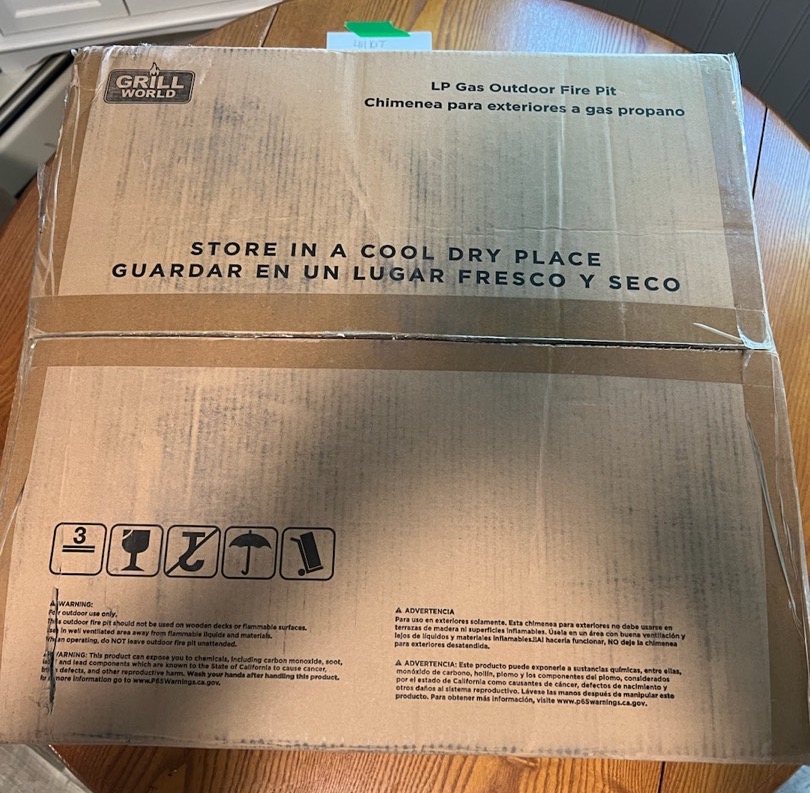 GRILL
WORLD
LP Gas Outdoor Fire Pit
Chimenea para exteriores a gas propano
STORE IN A COOL DRY PLACE
GUARDAR EN UN LUGAR FRESCO Y SECO
3
WARNING:
For outdoor use only.
This outdoor fire pit should not be used on wooden decks or flammable surfaces.
Use in well ventilated area away from flammable liquids and materials.
When operating, do NOT leave outdoor fire pit unattended.
WARNING: This product can expose you to chemicals, including carbon monoxide, soot,
and lead components which are known to the State of California to cause cancer,
defects, and other reproductive harm. Wash your hands after handling this product.
more information go to www.P65Warnings.ca.gov.
ADVERTENCIA
Para uso en exteriores solamente. Esta chimenea para exteriores no debe usarse en
terrazas de madera ni superficies inflamables. Úsela en un área con buena ventilación y
lejos de líquidos y materiales inflamables.IIAl hacerla funcionar, NO deje la chimenea
para exteriores desatendida.
ADVERTENCIA: Este producto puede exponerle a sustancias químicas, entre ellas,
monóxido de carbono, hollín, plomo y los componentes del plomo, considerados
por el estado de California como causantes de cáncer, defectos de nacimiento y
otros daños al sistema reproductivo. Lávese las manos después de manipular este
producto. Para obtener más información, visite www.p65warnings.ca.gov.